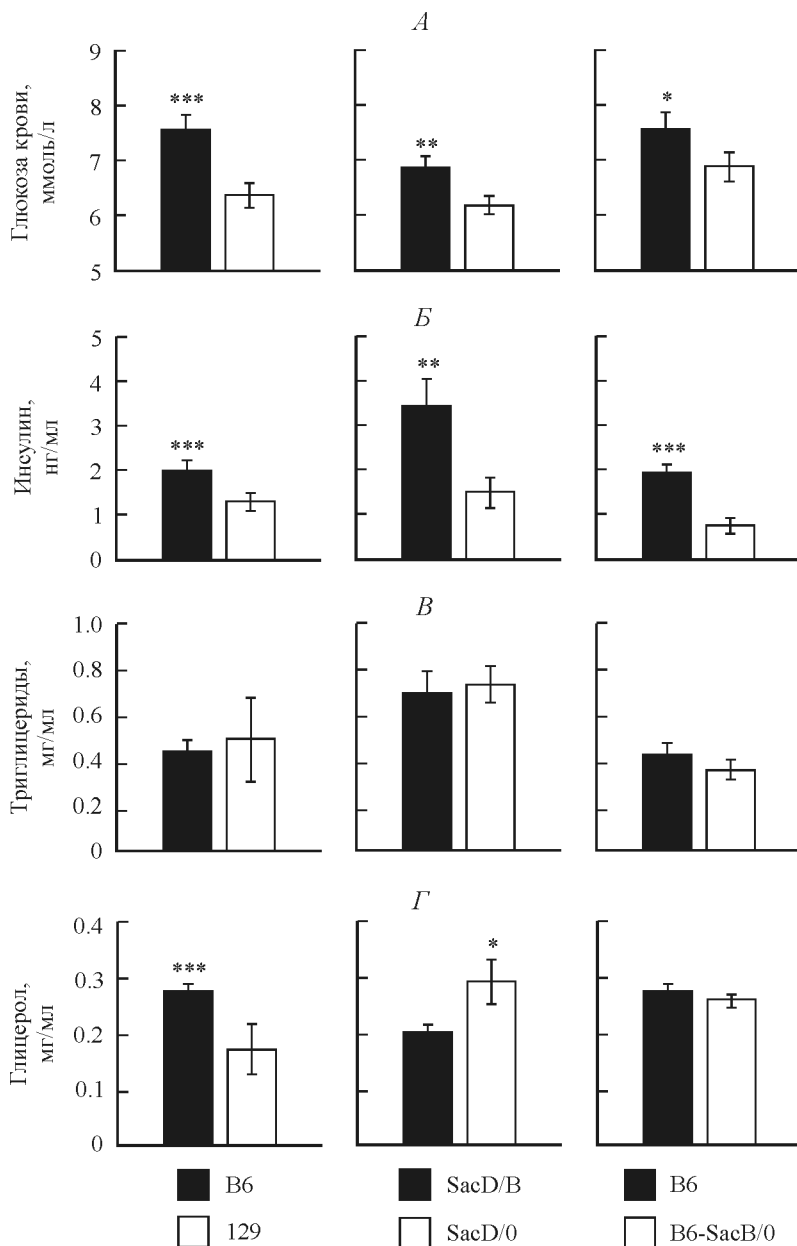 А
Глюкоза крови,
ммоль/л
9
8
7
6
5
***
**
*
Б
Инсулин,
нг/мл
5
4
3
2
1
0
***
**
***
В
Триглицериды,
мг/мл
1.0
0.8
0.6
0.4
0.2
0
Г
Глицерол,
мг/мл
0.4
0.3
0.2
0.1
0
***
*
B6 SacD/B B6
129 SacD/0 B6-SacB/0